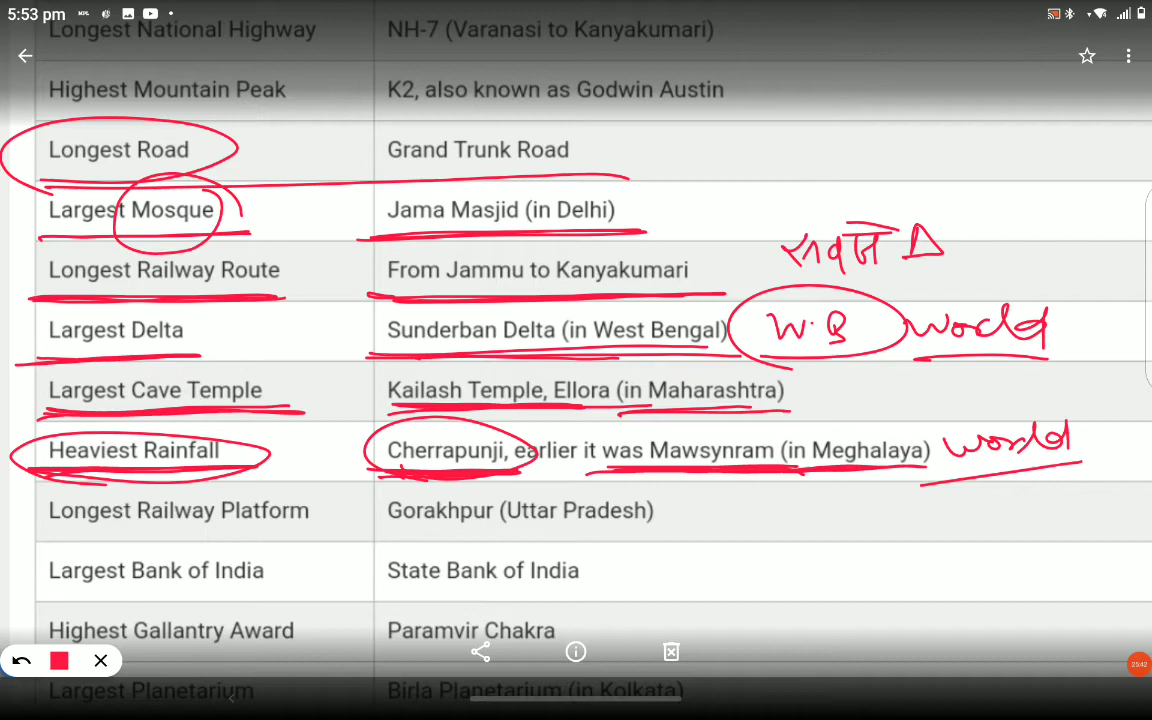 5:53 pm
Longest National Highway NH-7 (Varanasi to Kanyakumari)
Highest Mountain Peak K2, also known as Godwin Austin
Longest Road Grand Trunk Road
Largest Mosque Jama Masjid (in Delhi)
Longest Railway Route From Jammu to Kanyakumari
Largest Delta Sunderban Delta (in West Bengal) W.B World
Largest Cave Temple Kailash Temple, Ellora (in Maharashtra)
Heaviest Rainfall Cherrapunji, earlier it was Mawsynram (in Meghalaya) world
Longest Railway Platform Gorakhpur (Uttar Pradesh)
Largest Bank of India State Bank of India
Highest Gallantry Award Paramvir Chakra
25:42
Largest Planetarium Birla Planetarium (in Kolkata)